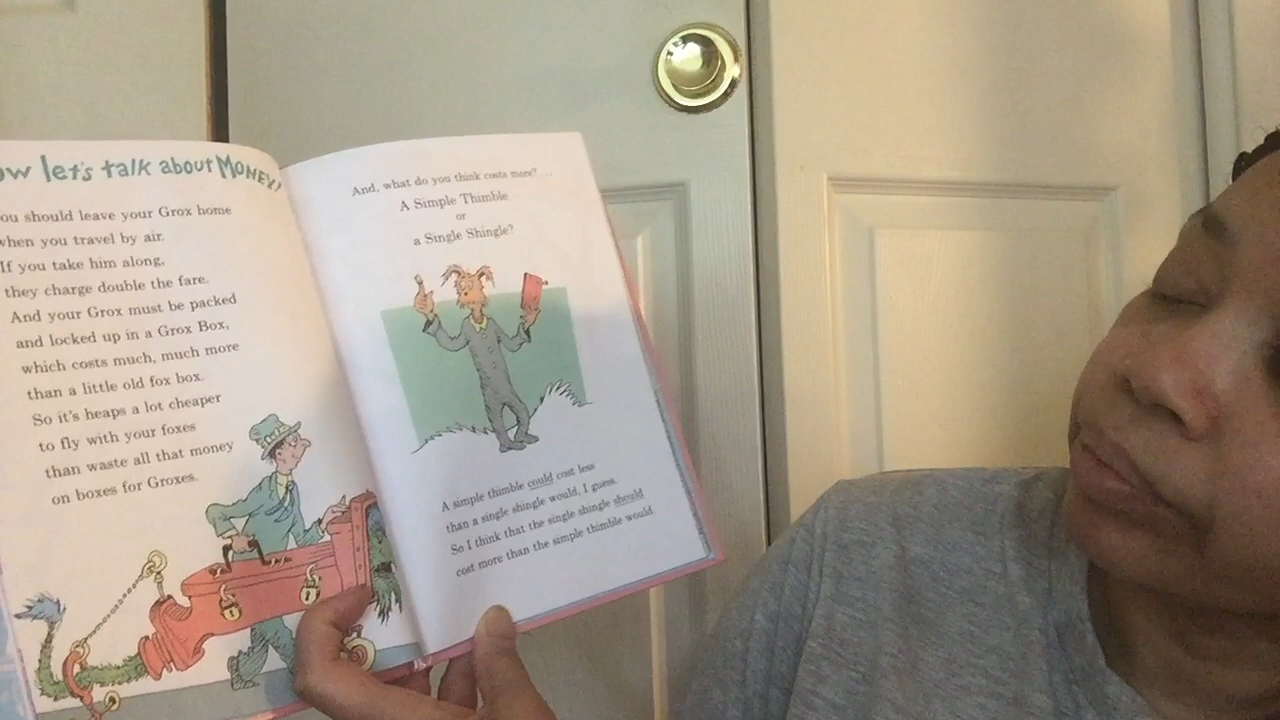 ow let's talk about MONEY!
ou should leave your Grox home
when you travel by air.
If you take him along,
they charge double the fare.
And your Grox must be packed
and locked up in a Grox Box,
which costs much, much more
than a little old fox box.
So it's heaps a lot cheaper
to fly with your foxes
than waste all that money
on boxes for Groxes.
And, what do you think costs more? ...
A Simple Thimble
or
a Single Shingle?
A simple thimble could cost less
than a single shingle would, I guess.
So I think that the single shingle should
cost more than the simple thimble would.